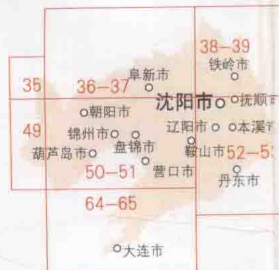 38-39
铁岭市
阜新市
35
36-37
沈阳市
抚顺
朝阳市
49
锦州市
辽阳市
本溪
盘锦市
鞍山市
葫芦岛市
52-5
50-51
营口市
丹东市
64-65
大连市